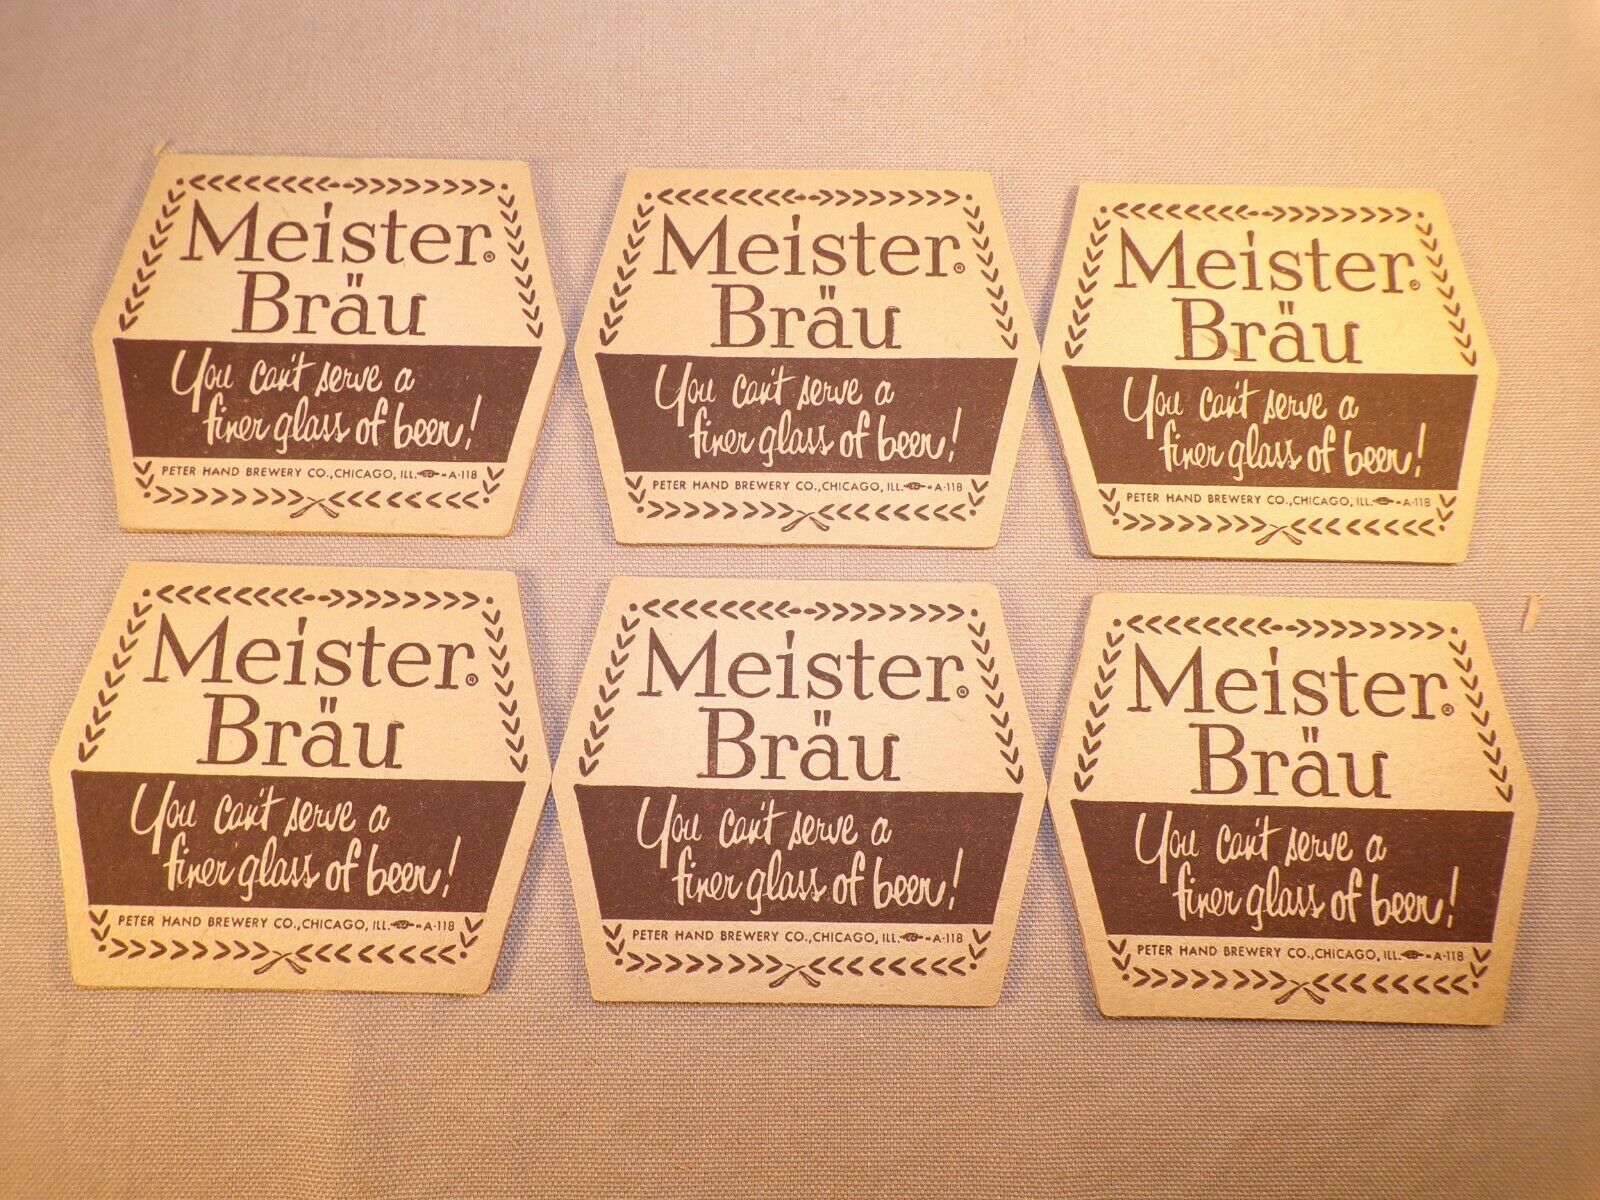 Meister®
Bräu
You can't serve a
finer glass of beer!
PETER HAND BREWERY CO., CHICAGO, ILL. A-118
Meister®
Bräu
You can't serve a
finer glass of beer!
PETER HAND BREWERY CO., CHICAGO, ILL. A-118
Meister®
Bräu
You can't serve a
finer glass of beer!
PETER HAND BREWERY CO., CHICAGO, ILL. A-118
Meister®
Bräu
You can't serve a
finer glass of beer!
PETER HAND BREWERY CO., CHICAGO, ILL. A-118
Meister®
Bräu
You can't serve a
finer glass of beer!
PETER HAND BREWERY CO., CHICAGO, ILL. A-118
Meister®
Bräu
You can't serve a
finer glass of beer!
PETER HAND BREWERY CO., CHICAGO, ILL. A-118